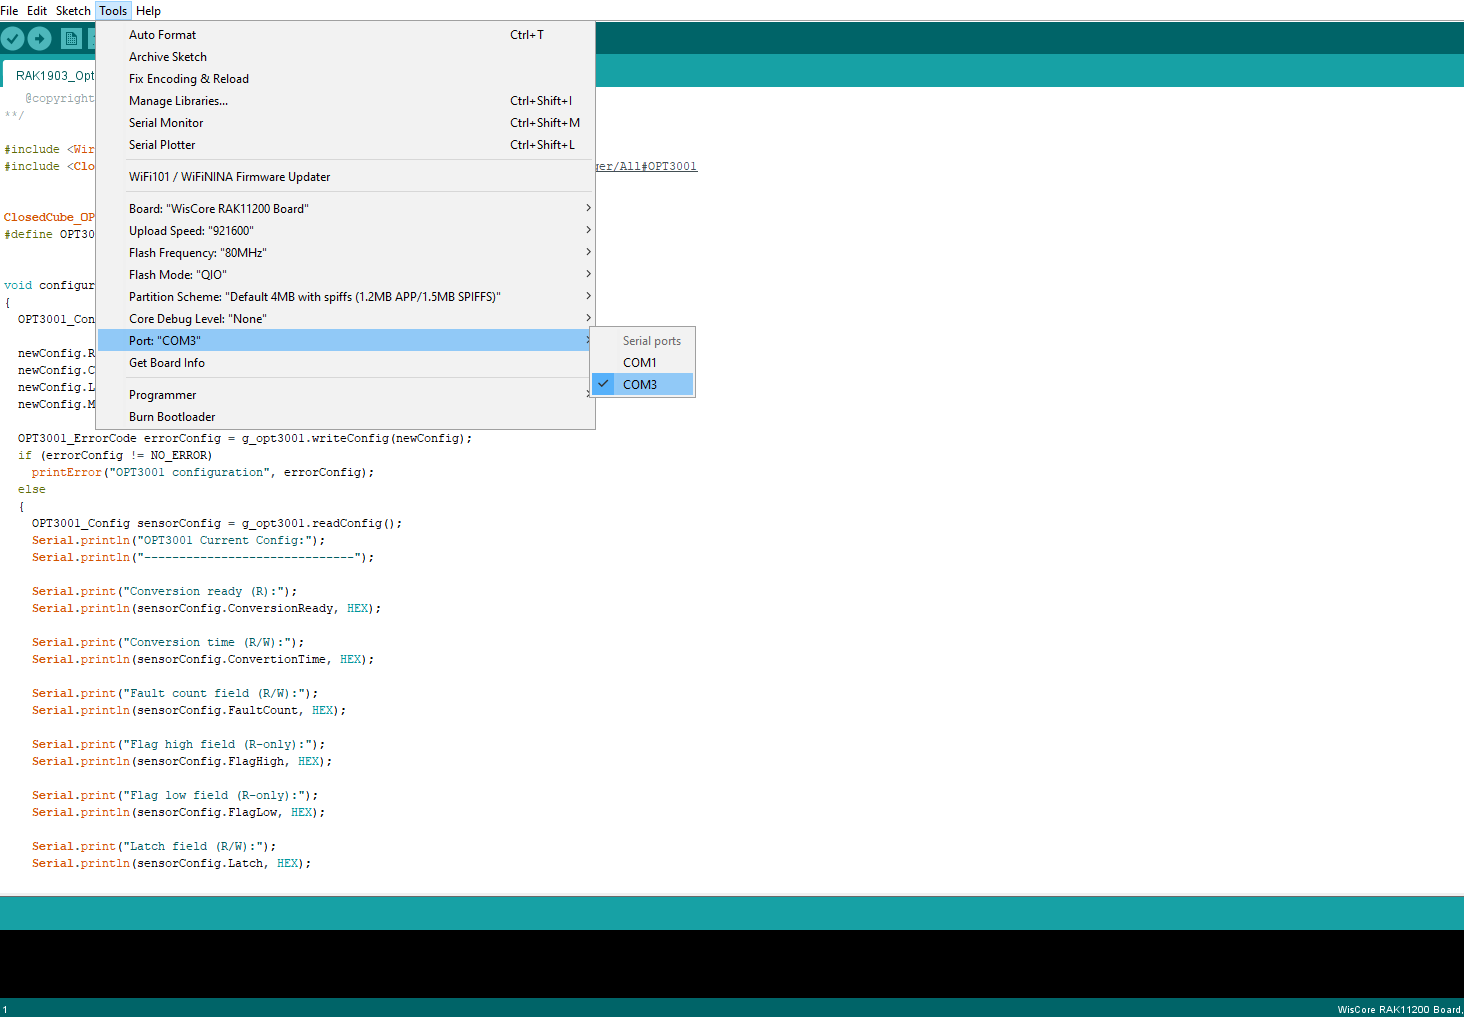 File Edit Sketch Tools Help
Auto Format Ctrl+T
Archive Sketch
Fix Encoding & Reload
Manage Libraries... Ctrl+Shift+I
Serial Monitor Ctrl+Shift+M
Serial Plotter Ctrl+Shift+L
WiFi101 / WiFiNINA Firmware Updater
Board: "WisCore RAK11200 Board"
Upload Speed: "921600"
Flash Frequency: "80MHz"
Flash Mode: "QIO"
Partition Scheme: "Default 4MB with spiffs (1.2MB APP/1.5MB SPIFFS)"
Core Debug Level: "None"
Port: "COM3"
Get Board Info
Programmer
Burn Bootloader
Serial ports
COM1
COM3
RAK1903_Opt
@copyright
**/
#include <Wir
#include <Clo ger/All#OPT3001
ClosedCube_OP
#define OPT30
void configur
{
OPT3001_Con
newConfig.R
newConfig.C
newConfig.L
newConfig.M
OPT3001_ErrorCode errorConfig = g_opt3001.writeConfig(newConfig);
if (errorConfig != NO_ERROR)
printError("OPT3001 configuration", errorConfig);
else
{
OPT3001_Config sensorConfig = g_opt3001.readConfig();
Serial.println("OPT3001 Current Config:");
Serial.println("------------------------------");
Serial.print("Conversion ready (R):");
Serial.println(sensorConfig.ConversionReady, HEX);
Serial.print("Conversion time (R/W):");
Serial.println(sensorConfig.ConvertionTime, HEX);
Serial.print("Fault count field (R/W):");
Serial.println(sensorConfig.FaultCount, HEX);
Serial.print("Flag high field (R-only):");
Serial.println(sensorConfig.FlagHigh, HEX);
Serial.print("Flag low field (R-only):");
Serial.println(sensorConfig.FlagLow, HEX);
Serial.print("Latch field (R/W):");
Serial.println(sensorConfig.Latch, HEX);
1 WisCore RAK11200 Board,